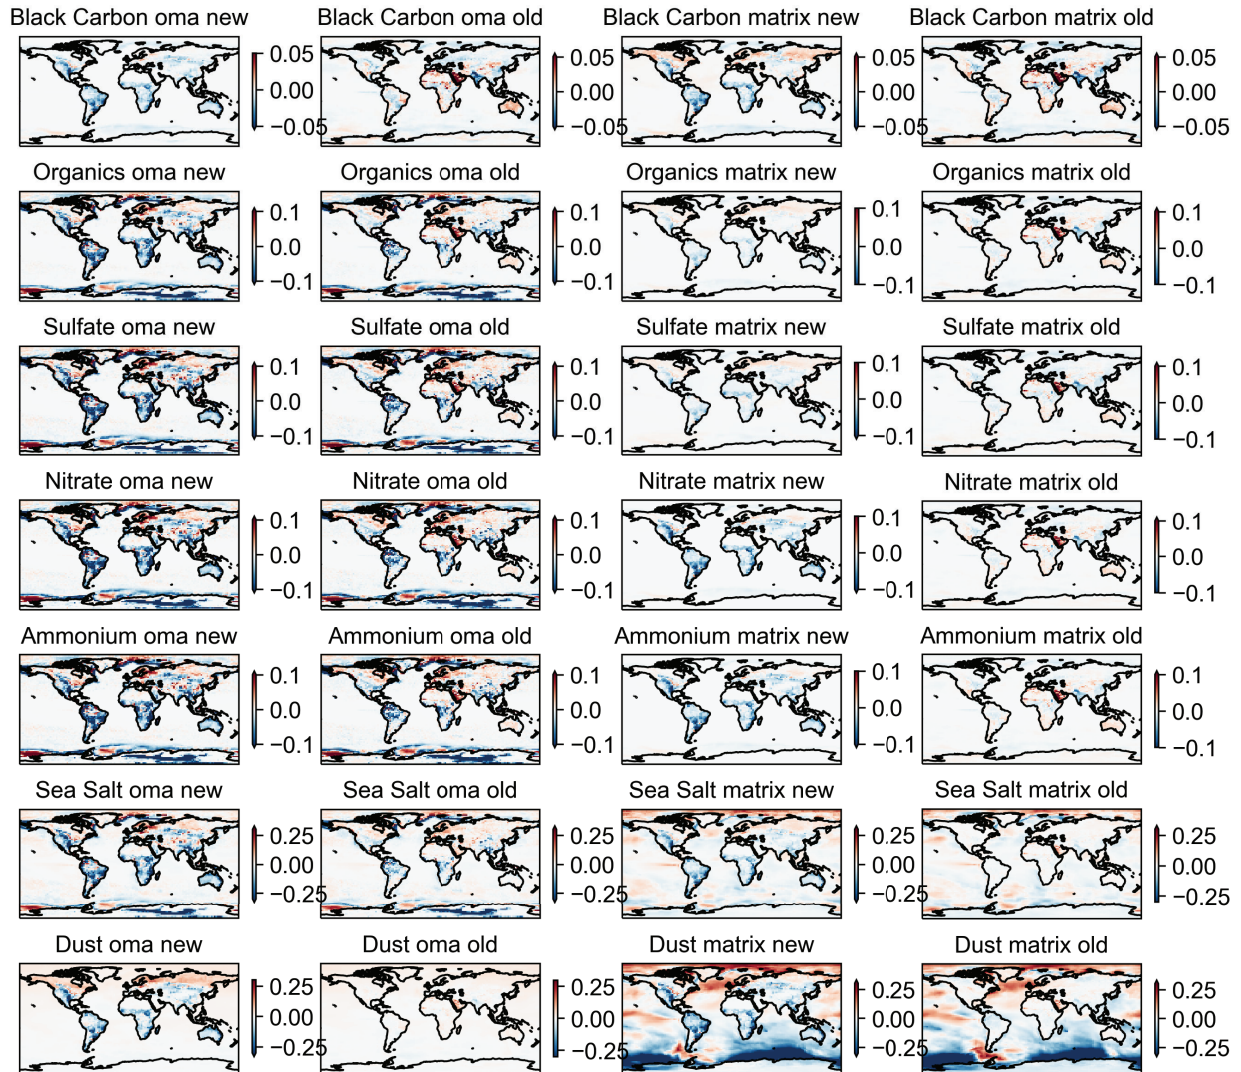 Black Carbon oma new Black Carbon oma old Black Carbon matrix new Black Carbon matrix old
0.05 0.05 0.05 0.05
0.00 0.00 0.00 0.00
−0.05 −0.05 −0.05 −0.05
Organics oma new Organics oma old Organics matrix new Organics matrix old
0.1 0.1 0.1 0.1
0.0 0.0 0.0 0.0
−0.1 −0.1 −0.1 −0.1
Sulfate oma new Sulfate oma old Sulfate matrix new Sulfate matrix old
0.1 0.1 0.1 0.1
0.0 0.0 0.0 0.0
−0.1 −0.1 −0.1 −0.1
Nitrate oma new Nitrate oma old Nitrate matrix new Nitrate matrix old
0.1 0.1 0.1 0.1
0.0 0.0 0.0 0.0
−0.1 −0.1 −0.1 −0.1
Ammonium oma new Ammonium oma old Ammonium matrix new Ammonium matrix old
0.1 0.1 0.1 0.1
0.0 0.0 0.0 0.0
−0.1 −0.1 −0.1 −0.1
Sea Salt oma new Sea Salt oma old Sea Salt matrix new Sea Salt matrix old
0.25 0.25 0.25 0.25
0.00 0.00 0.00 0.00
−0.25 −0.25 −0.25 −0.25
Dust oma new Dust oma old Dust matrix new Dust matrix old
0.25 0.25 0.25 0.25
0.00 0.00 0.00 0.00
−0.25 −0.25 −0.25 −0.25